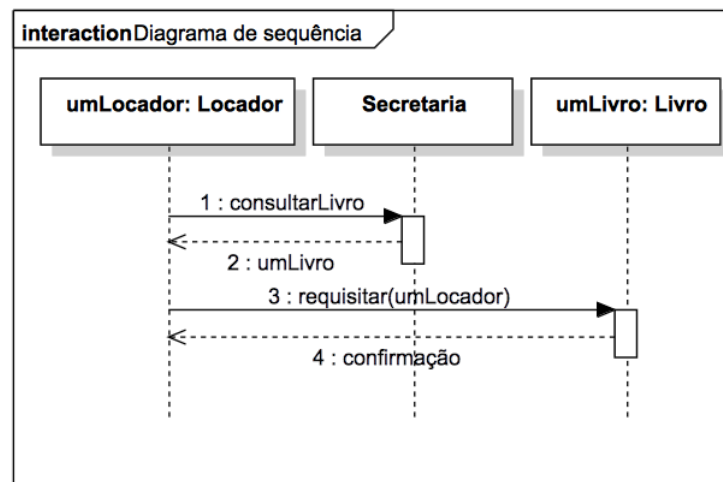 interaction Diagrama de sequência
umLocador: Locador
Secretaria
umLivro: Livro
1 : consultarLivro
2 : umLivro
3 : requisitar(umLocador)
4 : confirmação